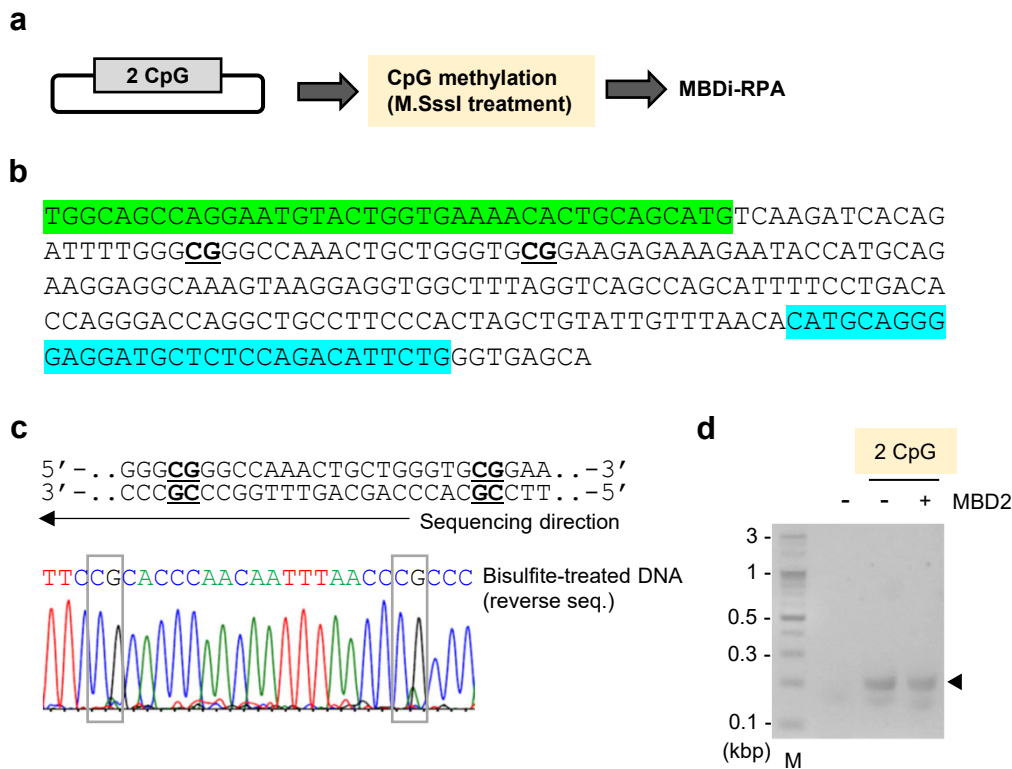 a
2 CpG
CpG methylation
(M.SssI treatment)
MBDi-RPA
b
TGGCAGCCAGGAATGTACTGGTGAAAACACTGCAGCATGTCAAGATCACAG
ATTTTGGGCGGGCCAAACTGCTGGGTGCGGAAGAGAAAGAATACCATGCAG
AAGGAGGCAAAGTAAGGAGGTGGCTTTAGGTCAGCCAGCATTTTCCTGACA
CCAGGGACCAGGCTGCCTTCCCACTAGCTGTATTGTTTAACACATGCAGGG
GAGGATGCTCTCCAGACATTCTGGGTGAGCA
c
5′-..GGGCGGGCCAAACTGCTGGGTGCGGAA..-3′
3′-..CCCGCCCGGTTTGACGACCCACGCCTT..-5′
Sequencing direction
TTCCGCACCCAACAATTTAACCCGCCC
Bisulfite-treated DNA
(reverse seq.)
d
2 CpG
- - + MBD2
3 -
1 -
0.5 -
0.3 -
0.1 -
(kbp)
M